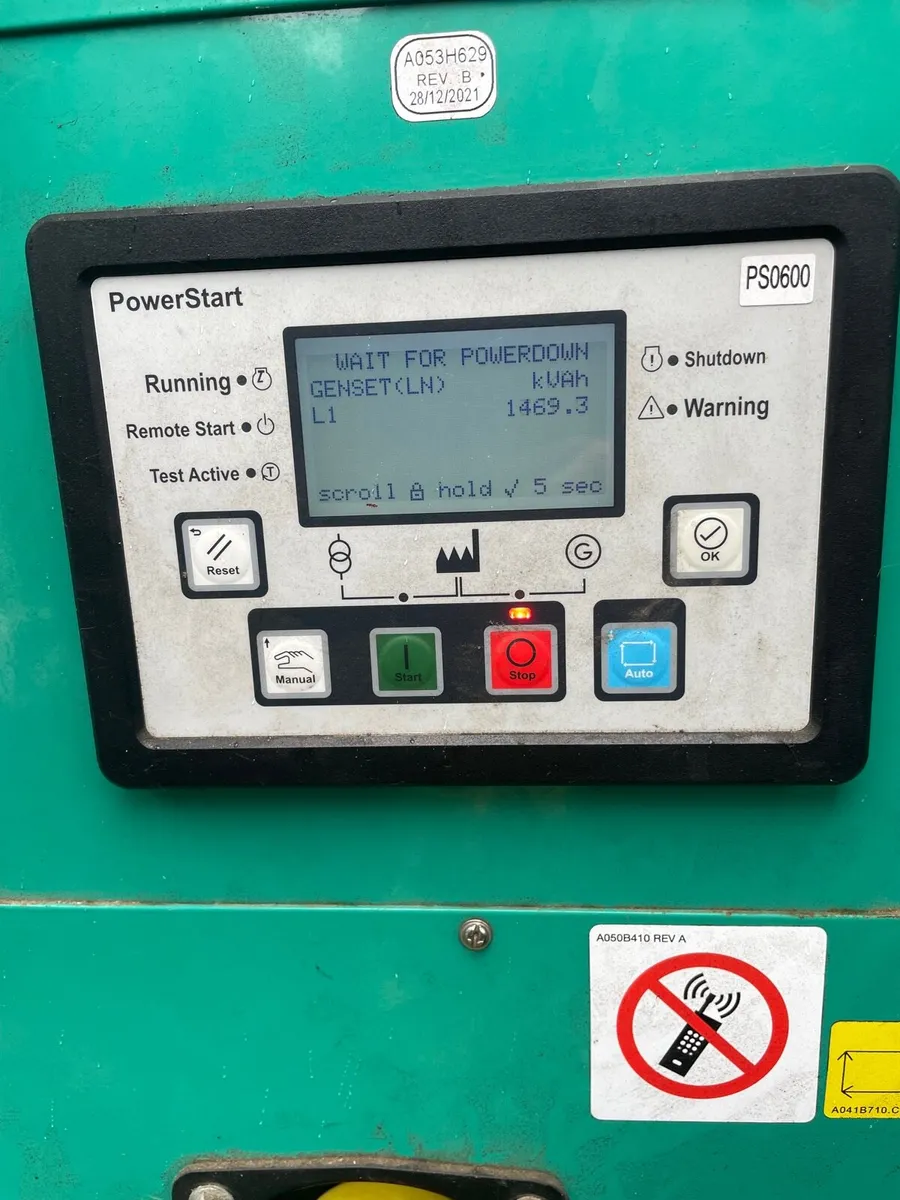 A053H629
REV. B
28/12/2021
PS0600
PowerStart
WAIT FOR POWERDOWN
GENSET(LN) kVAh
L1 1469.3
scroll hold ✓ 5 sec
Running
Remote Start
Test Active
Shutdown
Warning
Reset
G
OK
Manual
Start
Stop
Auto
A050B410 REV A
A041B710.C